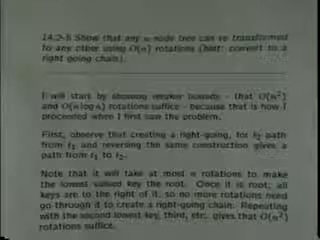 14.2-5 Show that any n-node tree can be transformed
to any other using O(n) rotations (hint: convert to a
right going chain).
I will start by showing weaker bounds - that O(n²)
and O(n log n) rotations suffice - because that is how I
proceeded when I first saw the problem.
First, observe that creating a right-going, for t₂ path
from t₁ and reversing the same construction gives a
path from t₁ to t₂.
Note that it will take at most n rotations to make
the lowest valued key the root. Once it is root, all
keys are to the right of it, so no more rotations need
go through it to create a right-going chain. Repeating
with the second lowest key, third, etc. gives that O(n²)
rotations suffice.